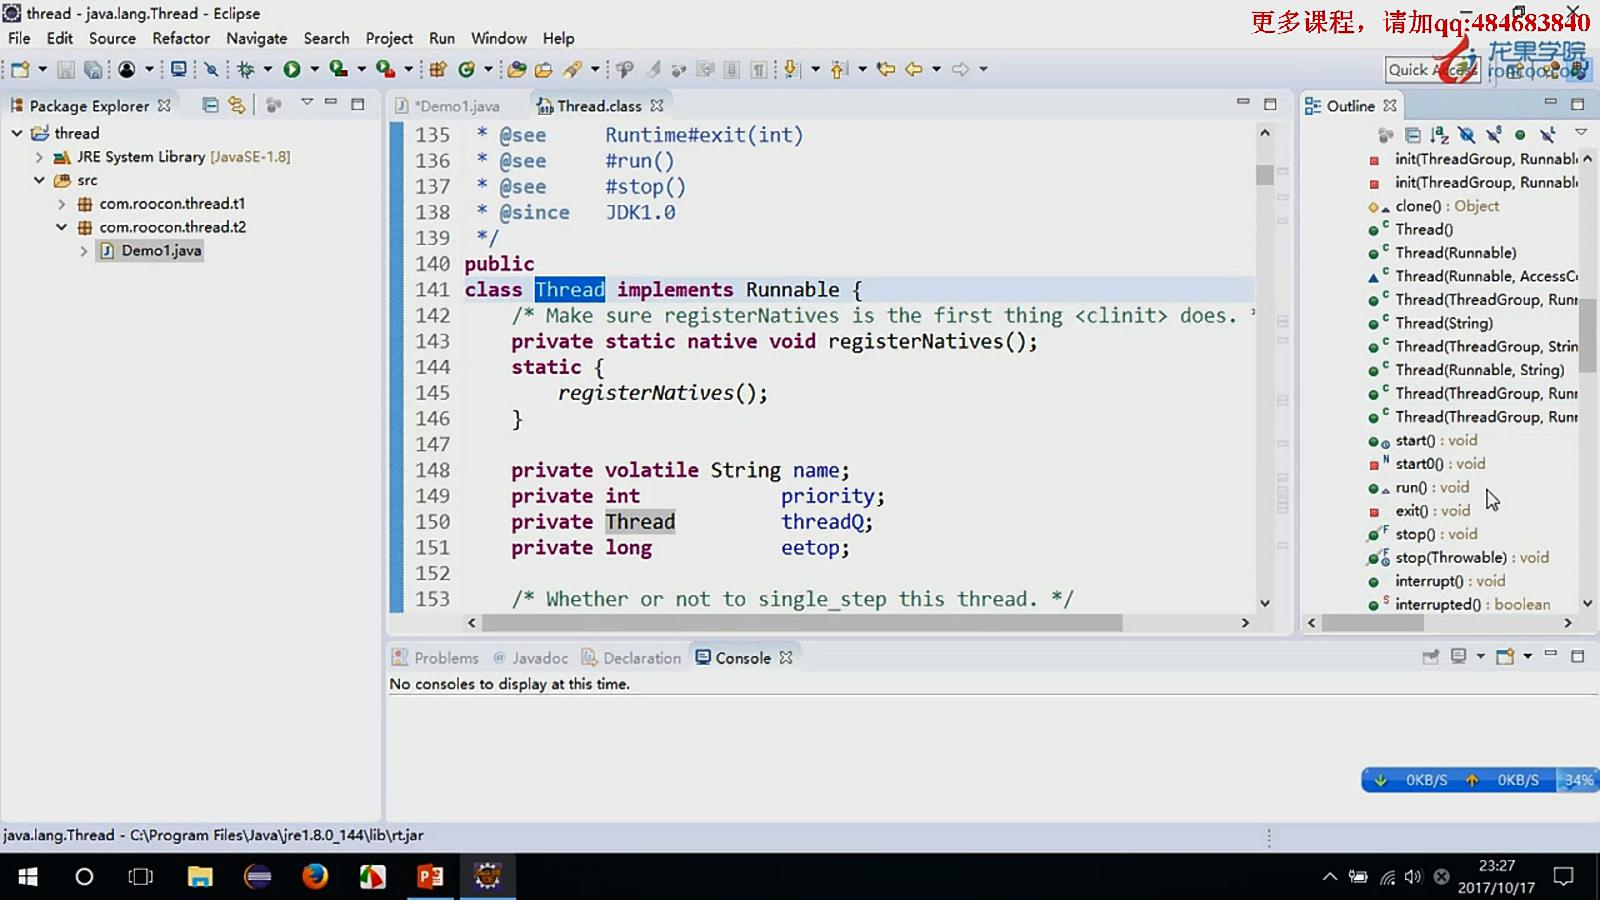 thread - java.lang.Thread - Eclipse
更多课程，请加qq:484683840
File Edit Source Refactor Navigate Search Project Run Window Help
龙果学院
roncoo.com
Quick Access
Package Explorer
*Demo1.java
Thread.class
Outline
thread
JRE System Library [JavaSE-1.8]
src
com.roocon.thread.t1
com.roocon.thread.t2
Demo1.java
135 * @see Runtime#exit(int)
136 * @see #run()
137 * @see #stop()
138 * @since JDK1.0
139 */
140 public
141 class Thread implements Runnable {
142 /* Make sure registerNatives is the first thing <clinit> does. *
143 private static native void registerNatives();
144 static {
145 registerNatives();
146 }
147
148 private volatile String name;
149 private int priority;
150 private Thread threadQ;
151 private long eetop;
152
153 /* Whether or not to single_step this thread. */
init(ThreadGroup, Runnabl
init(ThreadGroup, Runnabl
clone() : Object
Thread()
Thread(Runnable)
Thread(Runnable, AccessC
Thread(ThreadGroup, Runn
Thread(String)
Thread(ThreadGroup, Strin
Thread(Runnable, String)
Thread(ThreadGroup, Runn
Thread(ThreadGroup, Runn
start() : void
start0() : void
run() : void
exit() : void
stop() : void
stop(Throwable) : void
interrupt() : void
interrupted() : boolean
Problems @ Javadoc Declaration Console
No consoles to display at this time.
0KB/S 0KB/S 34%
java.lang.Thread - C:\Program Files\Java\jre1.8.0_144\lib\rt.jar
23:27
2017/10/17